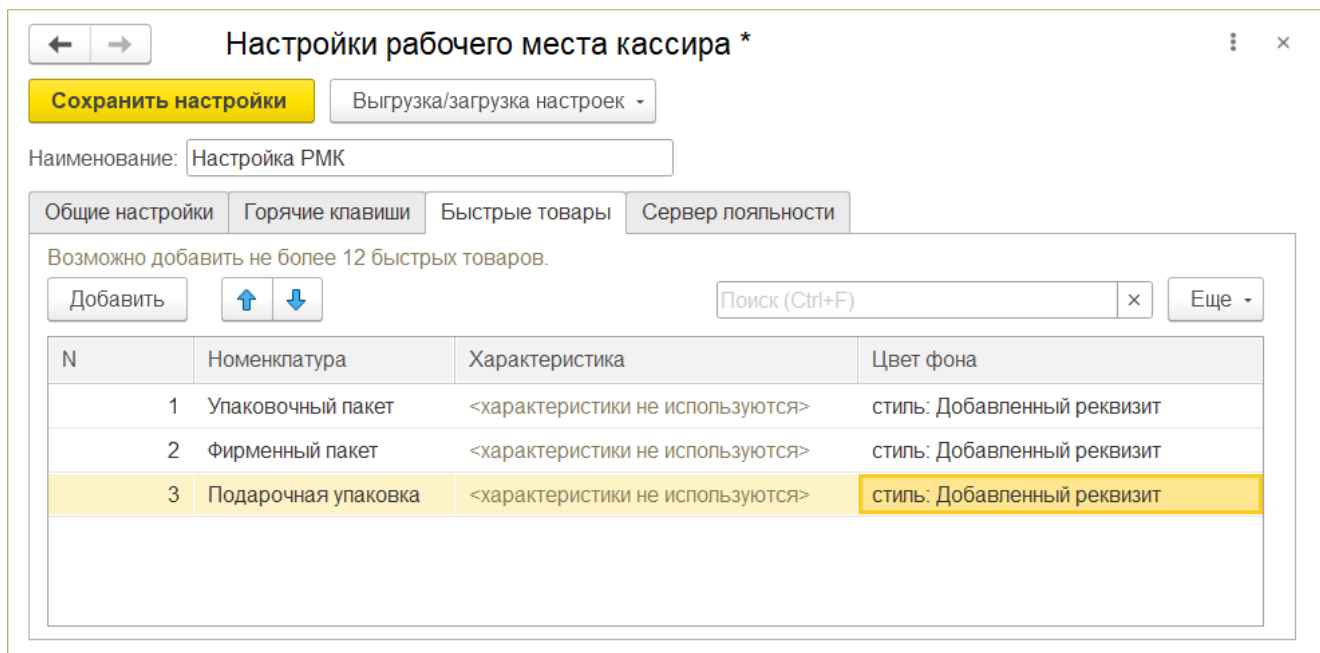 Настройки рабочего места кассира *
Сохранить настройки Выгрузка/загрузка настроек
Наименование: Настройка РМК
Общие настройки Горячие клавиши Быстрые товары Сервер лояльности
Возможно добавить не более 12 быстрых товаров.
Добавить Поиск (Ctrl+F) × Еще
N Номенклатура Характеристика Цвет фона
1 Упаковочный пакет <характеристики не используются> стиль: Добавленный реквизит
2 Фирменный пакет <характеристики не используются> стиль: Добавленный реквизит
3 Подарочная упаковка <характеристики не используются> стиль: Добавленный реквизит